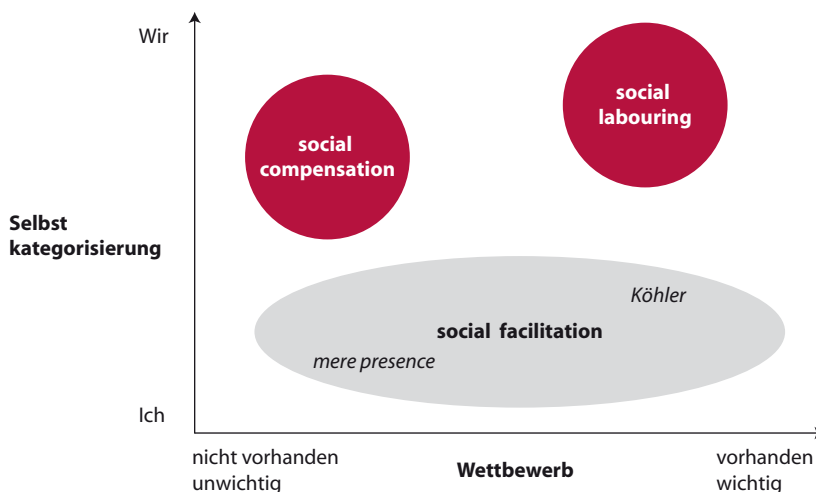 Wir
social
labouring
social
compensation
Selbst
kategorisierung
Köhler
social facilitation
mere presence
Ich
nicht vorhanden
unwichtig
Wettbewerb
vorhanden
wichtig